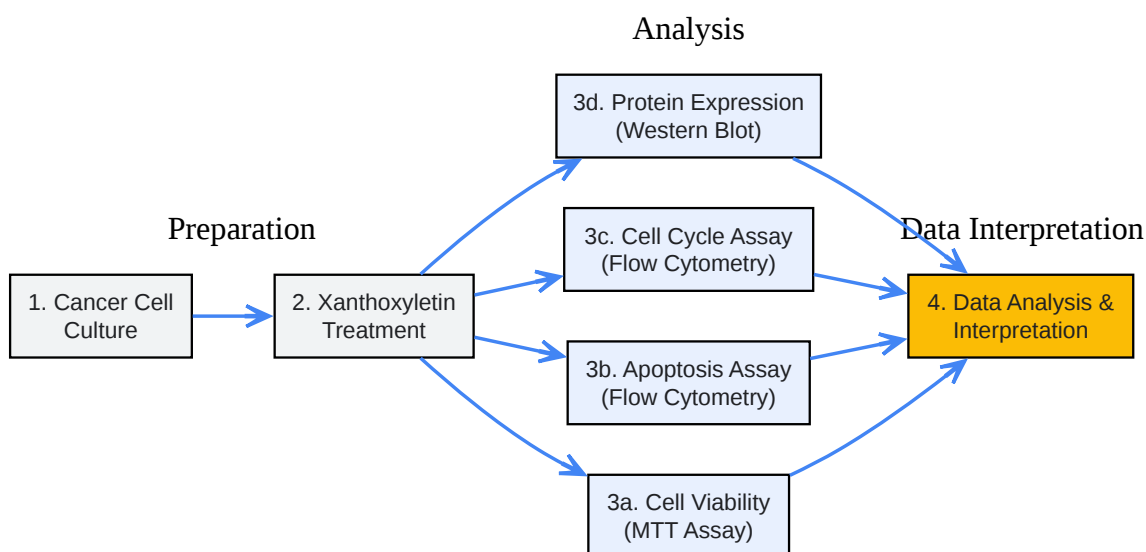 Analysis
3d. Protein Expression
(Western Blot)
Preparation
3c. Cell Cycle Assay
(Flow Cytometry)
Data Interpretation
1. Cancer Cell
Culture
2. Xanthoxyletin
Treatment
4. Data Analysis &
Interpretation
3b. Apoptosis Assay
(Flow Cytometry)
3a. Cell Viability
(MTT Assay)